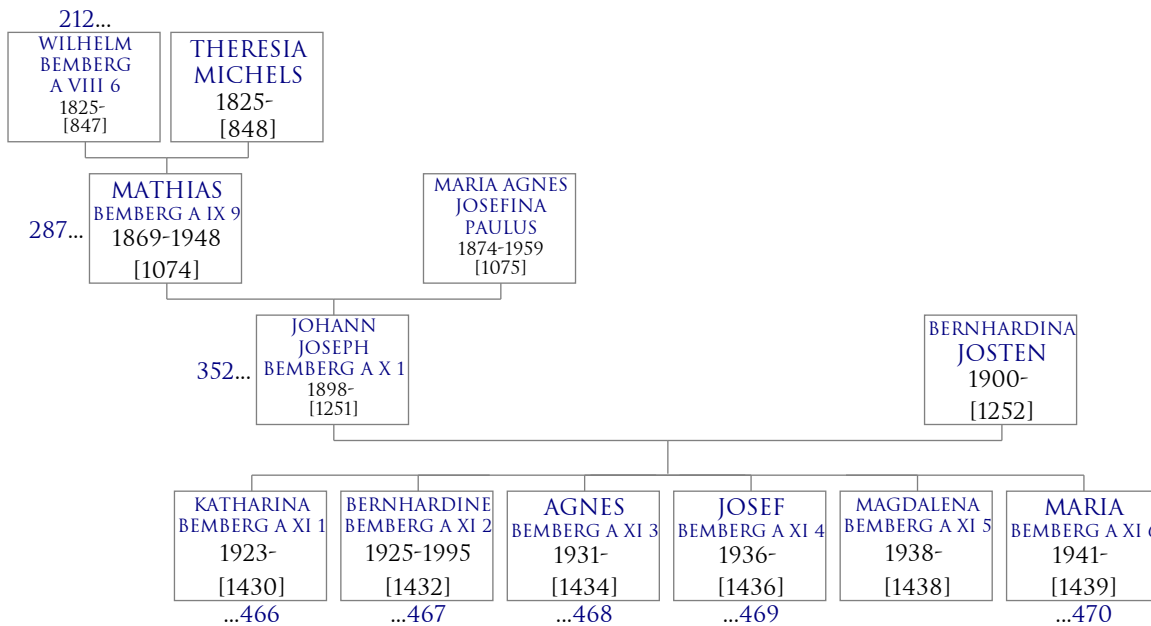 212...
WILHELM
BEMBERG
A VIII 6
1825-
[847]
THERESIA
MICHELS
1825-
[848]
287...
MATHIAS
BEMBERG A IX 9
1869-1948
[1074]
MARIA AGNES
JOSEFINA
PAULUS
1874-1959
[1075]
352...
JOHANN
JOSEPH
BEMBERG A X 1
1898-
[1251]
BERNHARDINA
JOSTEN
1900-
[1252]
KATHARINA
BEMBERG A XI 1
1923-
[1430]
...466
BERNHARDINE
BEMBERG A XI 2
1925-1995
[1432]
...467
AGNES
BEMBERG A XI 3
1931-
[1434]
...468
JOSEF
BEMBERG A XI 4
1936-
[1436]
...469
MAGDALENA
BEMBERG A XI 5
1938-
[1438]
MARIA
BEMBERG A XI 6
1941-
[1439]
...470